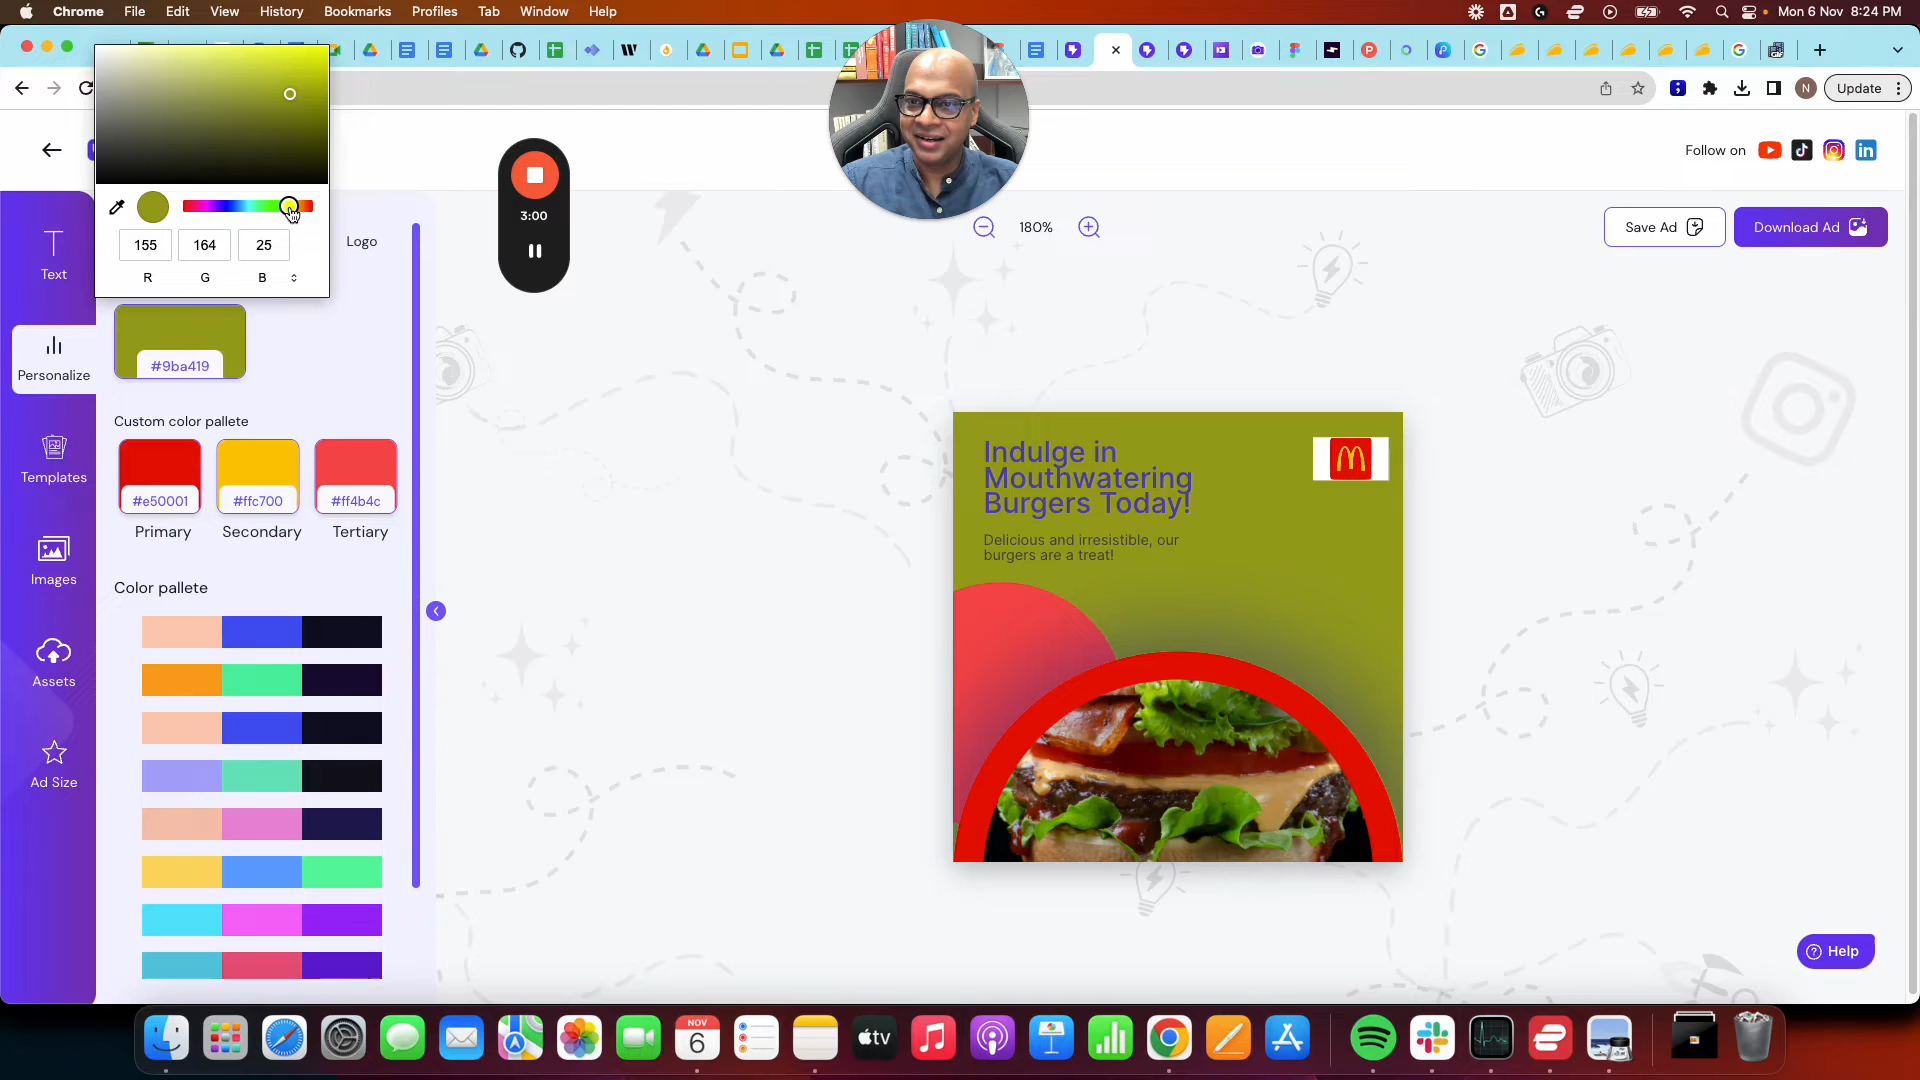 Chrome File Edit View History Bookmarks Profiles Tab Window Help
Mon 6 Nov 8:24 PM
N
Update
155 164 25
R G B
3:00
Follow on
Logo
180%
Save Ad
Download Ad
Text
Personalize
Templates
Images
Assets
Ad Size
#9ba419
Custom color pallete
#e50001 #ffc700 #ff4b4c
Primary Secondary Tertiary
Color pallete
Indulge in
Mouthwatering
Burgers Today!
Delicious and irresistible, our
burgers are a treat!
Help
NOV
6
tv